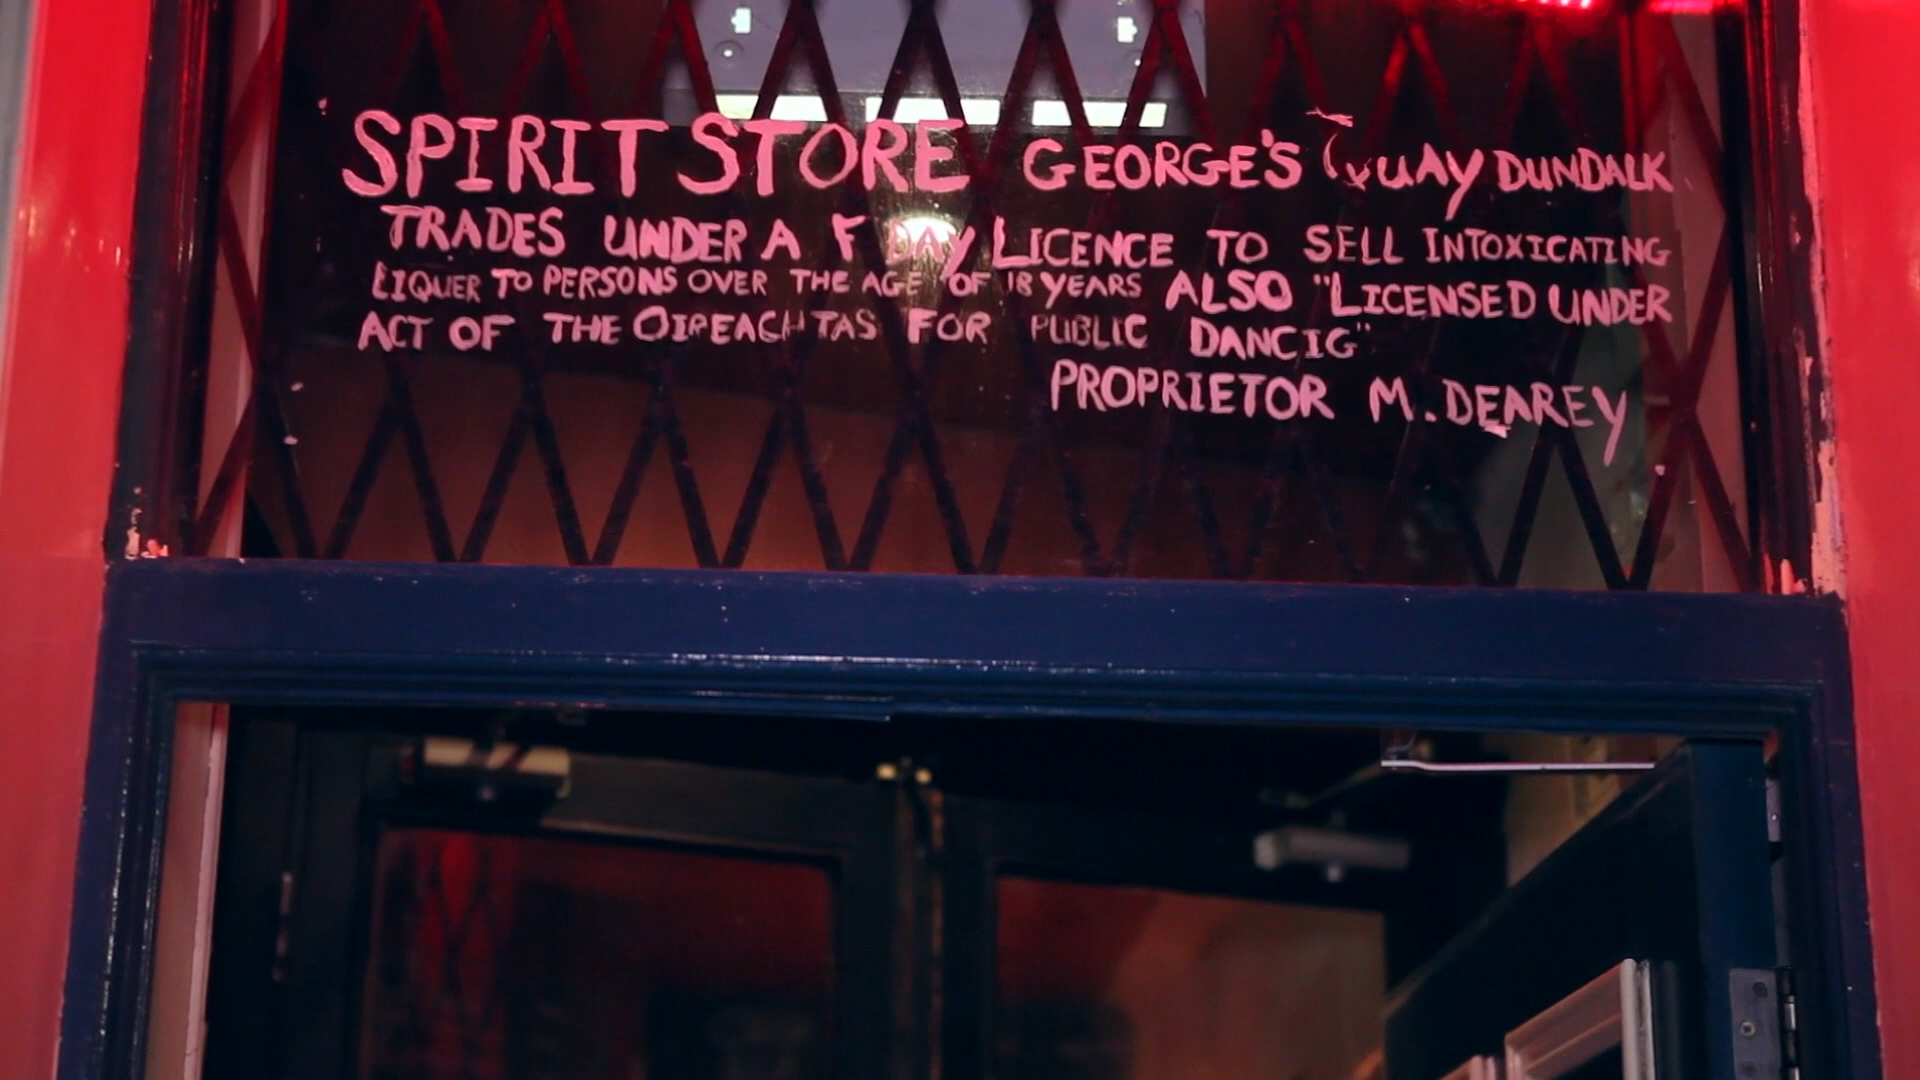 SPIRIT STORE GEORGE'S QUAY DUNDALK
TRADES UNDER A F DAY LICENCE TO SELL INTOXICATING
LIQUER TO PERSONS OVER THE AGE OF 18 YEARS ALSO "LICENSED UNDER
ACT OF THE OIREACHTAS FOR PUBLIC DANCIG"
PROPRIETOR M. DEAREY